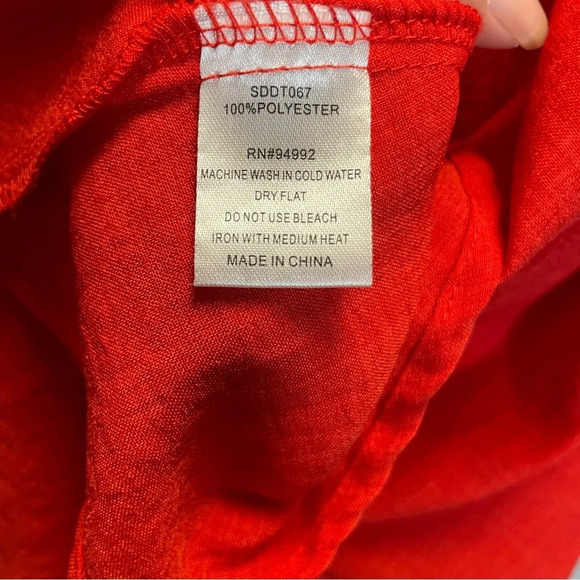 SDDT067
100%POLYESTER
RN#94992
MACHINE WASH IN COLD WATER
DRY FLAT
DO NOT USE BLEACH
IRON WITH MEDIUM HEAT
MADE IN CHINA